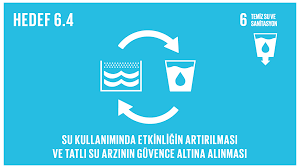 HEDEF 6.4
6 TEMİZ SU VE
SANİTASYON
SU KULLANIMINDA ETKİNLİĞİN ARTIRILMASI
VE TATLI SU ARZININ GÜVENCE ALTINA ALINMASI